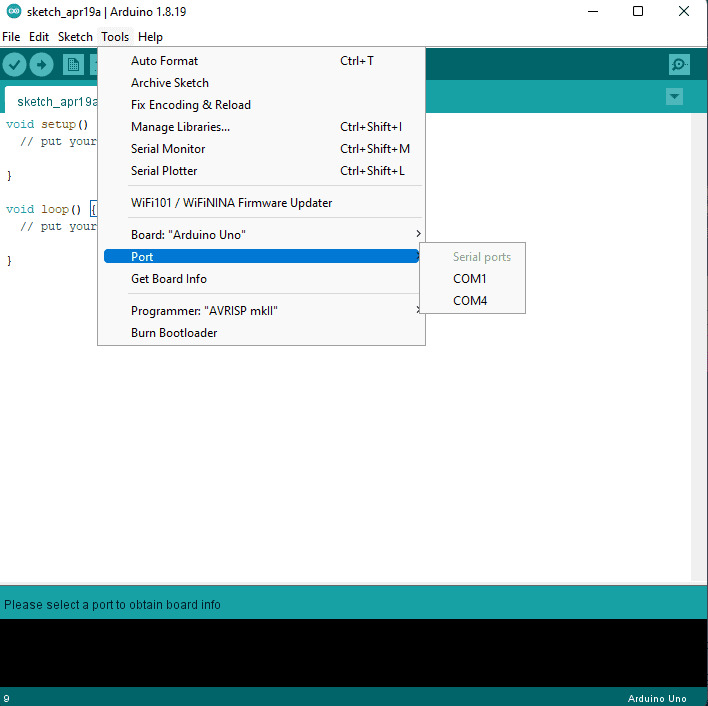 sketch_apr19a | Arduino 1.8.19
File Edit Sketch Tools Help
sketch_apr19a
void setup()
// put your
}
void loop() {
// put your
}
Auto Format Ctrl+T
Archive Sketch
Fix Encoding & Reload
Manage Libraries... Ctrl+Shift+I
Serial Monitor Ctrl+Shift+M
Serial Plotter Ctrl+Shift+L
WiFi101 / WiFiNINA Firmware Updater
Board: "Arduino Uno"
Port
Get Board Info
Programmer: "AVRISP mkII"
Burn Bootloader
Serial ports
COM1
COM4
Please select a port to obtain board info
9 Arduino Uno